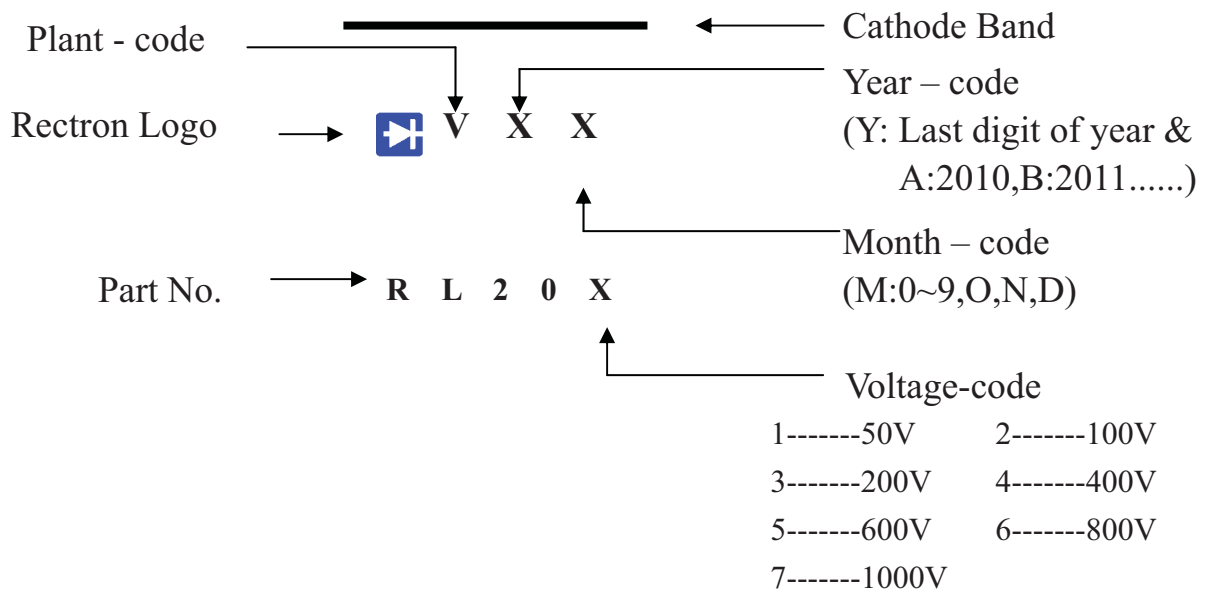 Plant - code
Cathode Band
Year – code
(Y: Last digit of year &
A:2010,B:2011......)
Rectron Logo
V X X
Month – code
(M:0~9,O,N,D)
Part No.
R L 2 0 X
Voltage-code
1-------50V 2-------100V
3-------200V 4-------400V
5-------600V 6-------800V
7-------1000V